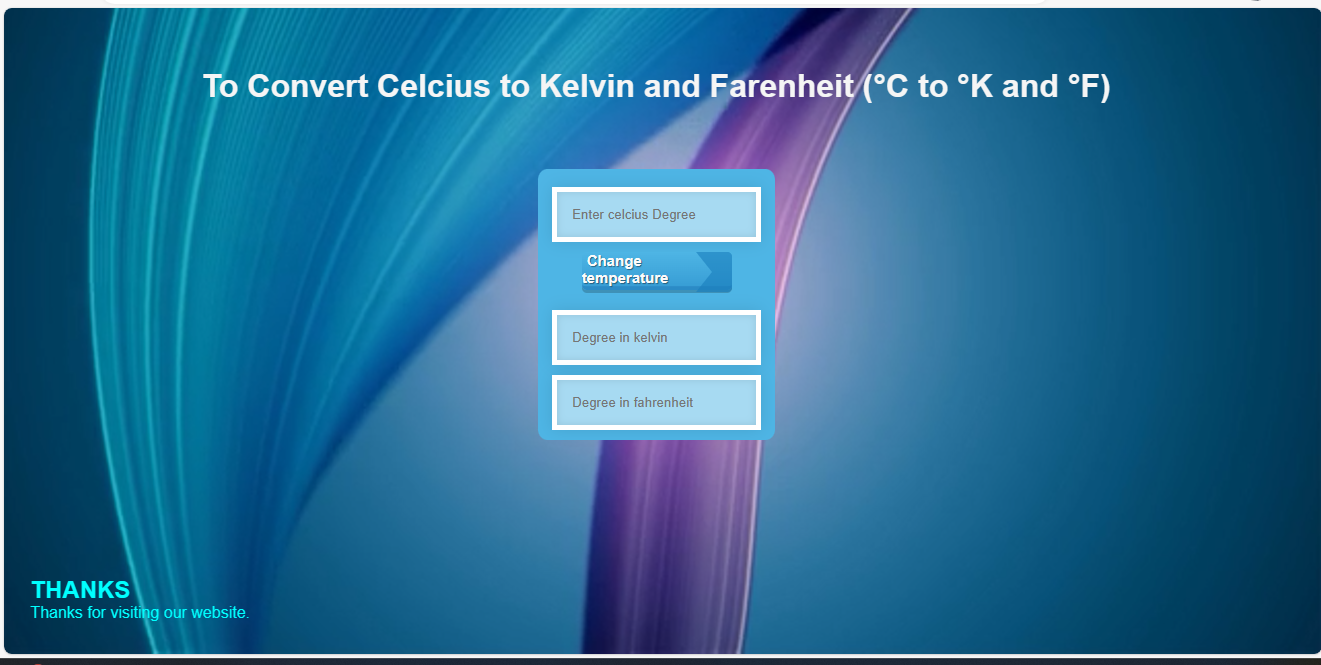 To Convert Celcius to Kelvin and Farenheit (°C to °K and °F)
Enter celcius Degree
Change
temperature
Degree in kelvin
Degree in fahrenheit
THANKS
Thanks for visiting our website.